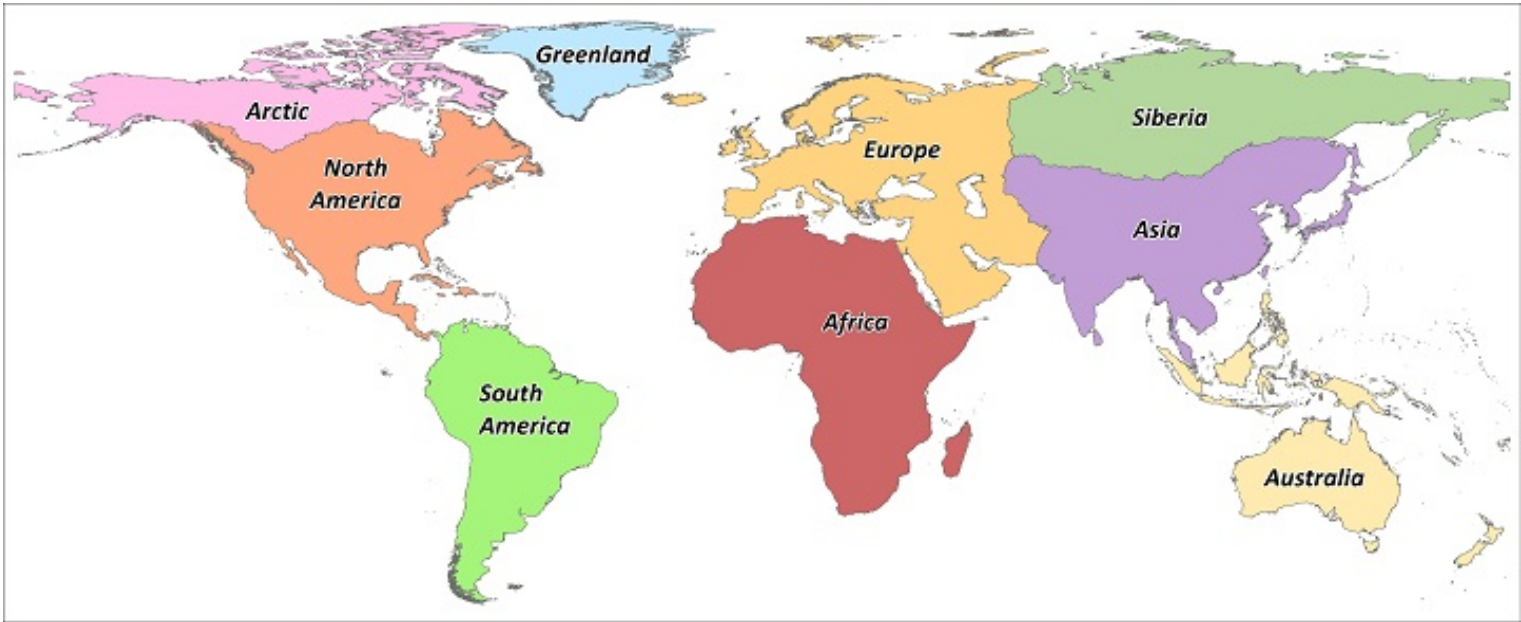 Greenland
Arctic
Siberia
Europe
North
America
Asia
Africa
South
America
Australia